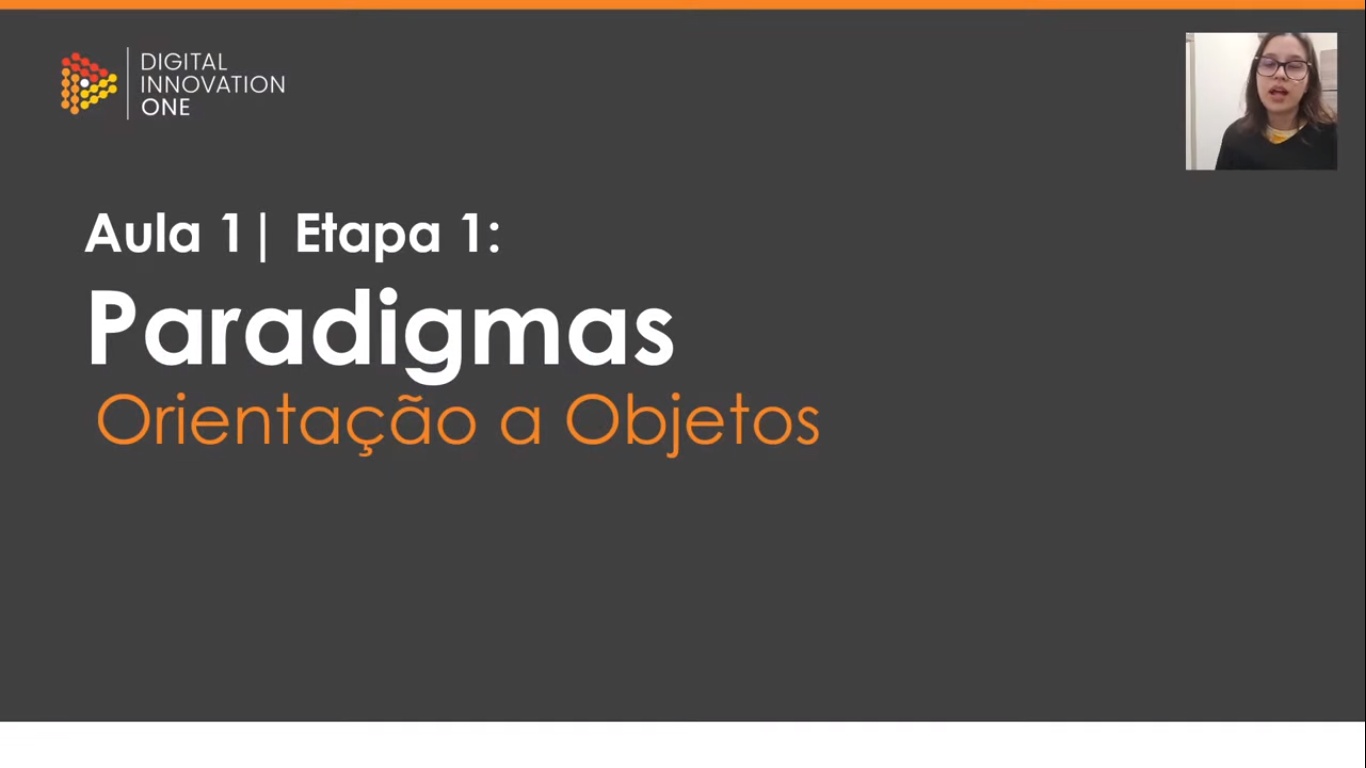 DIGITAL
INNOVATION
ONE
Aula 1| Etapa 1:
Paradigmas
Orientação a Objetos